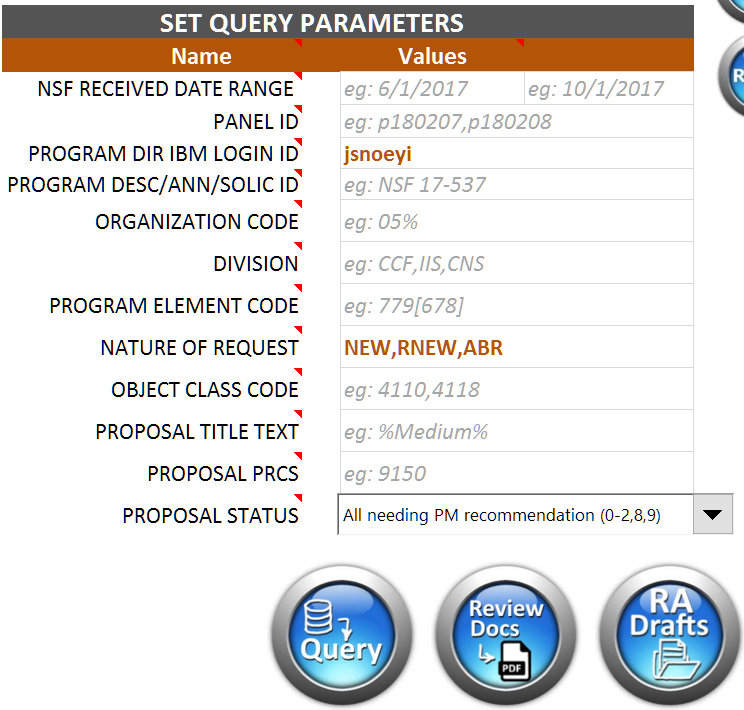 SET QUERY PARAMETERS
Name Values
NSF RECEIVED DATE RANGE eg: 6/1/2017 eg: 10/1/2017
PANEL ID eg: p180207,p180208
PROGRAM DIR IBM LOGIN ID jsnoeyi
PROGRAM DESC/ANN/SOLIC ID eg: NSF 17-537
ORGANIZATION CODE eg: 05%
DIVISION eg: CCF,IIS,CNS
PROGRAM ELEMENT CODE eg: 779[678]
NATURE OF REQUEST NEW,RNEW,ABR
OBJECT CLASS CODE eg: 4110,4118
PROPOSAL TITLE TEXT eg: %Medium%
PROPOSAL PRCS eg: 9150
PROPOSAL STATUS All needing PM recommendation (0-2,8,9)
Query
Review
Docs
PDF
RA
Drafts